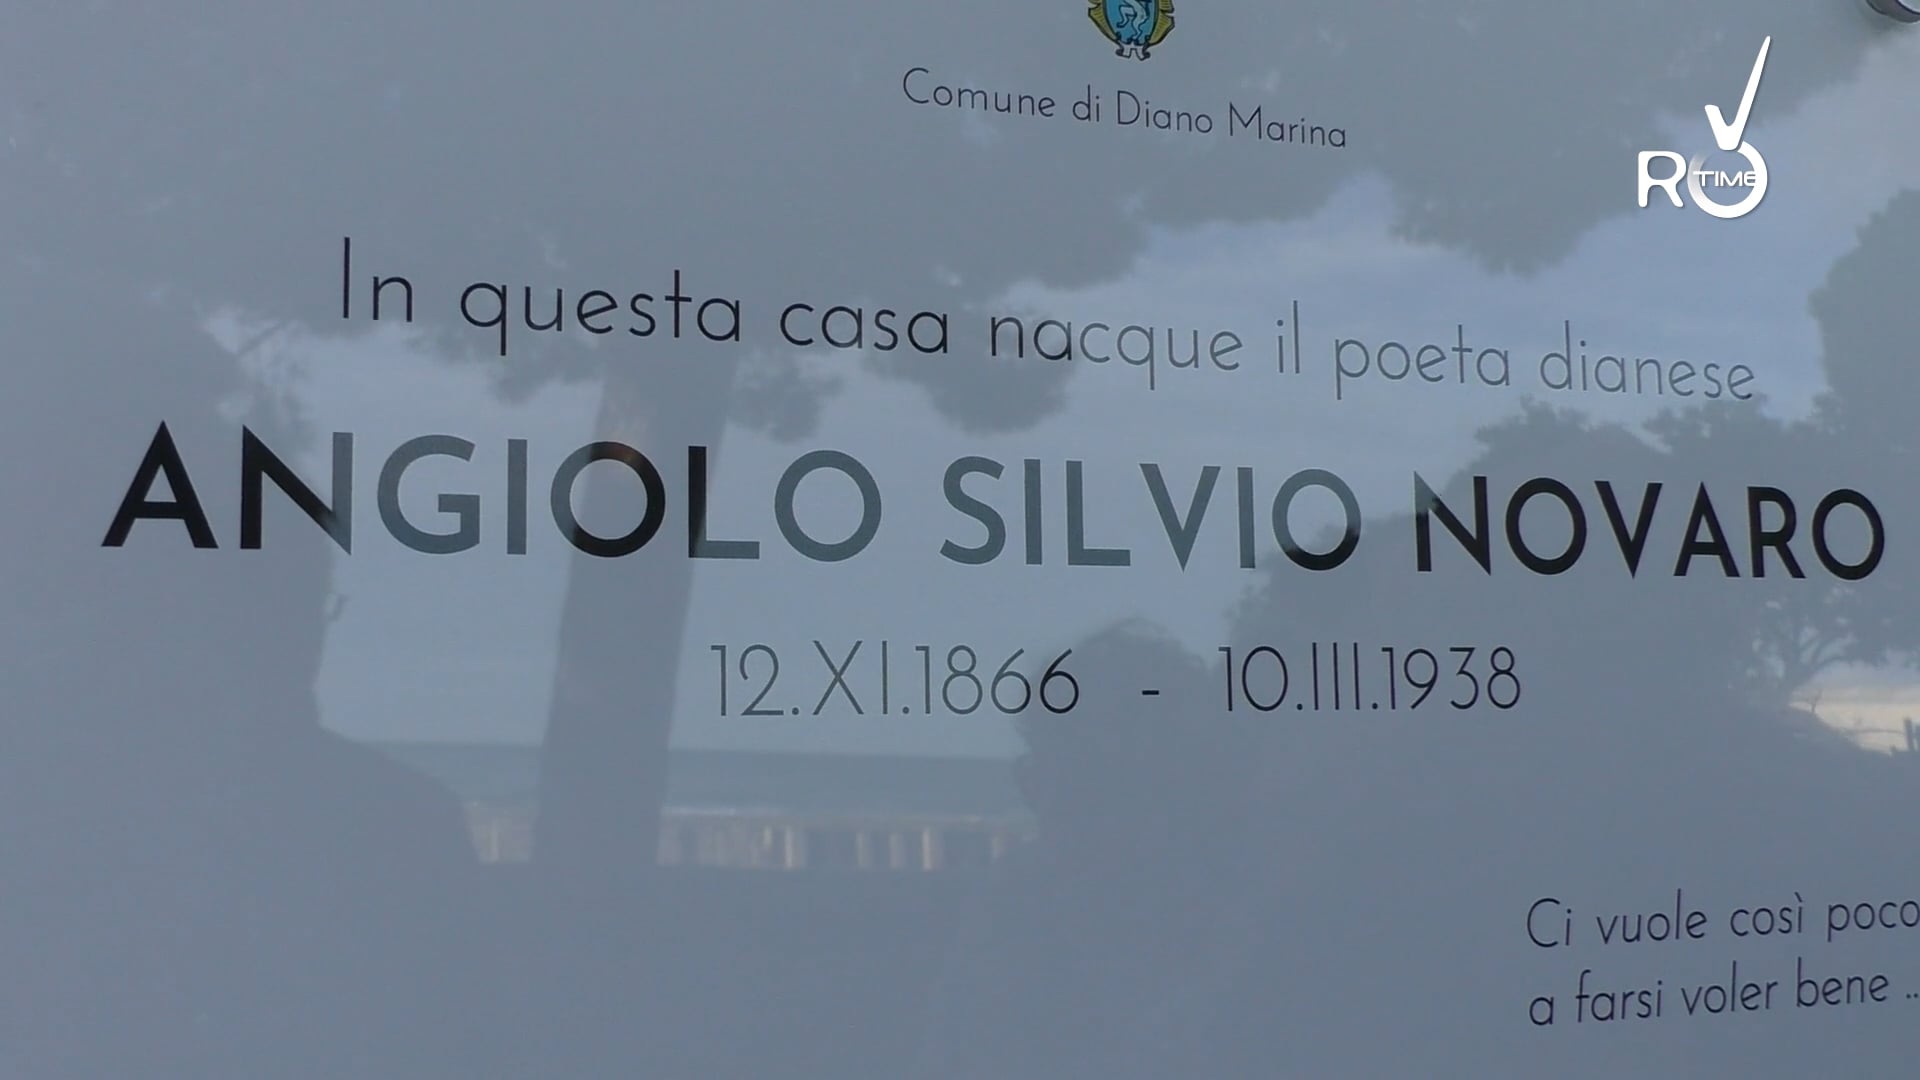 Comune di Diano Marina
R TIME
In questa casa nacque il poeta dianese
ANGIOLO SILVIO NOVARO
12.XI.1866 - 10.III.1938
Ci vuole così poco
a farsi voler bene ..